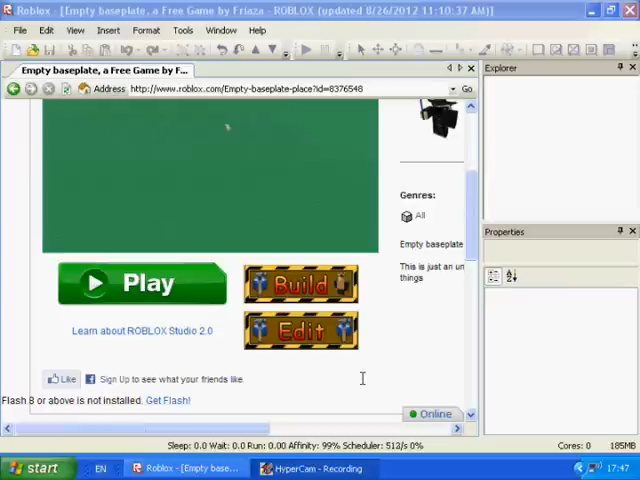 Roblox - [Empty baseplate, a Free Game by Friaza - ROBLOX (updated 8/26/2012 11:10:37 AM)]
File Edit View Insert Format Tools Window Help
Empty baseplate, a Free Game by F...
Explorer
Address http://www.roblox.com/Empty-baseplate-place?id=8376548 Go
Genres:
All
Properties
Empty baseplate
This is just an un
things
Play
Build
Learn about ROBLOX Studio 2.0
Edit
Like Sign Up to see what your friends like.
Flash 8 or above is not installed. Get Flash!
Online
Sleep: 0.0 Wait: 0.0 Run: 0.00 Affinity: 99% Scheduler: 512/s 0% Cores: 0 185MB
start EN Roblox - [Empty bas... HyperCam - Recording 17:47